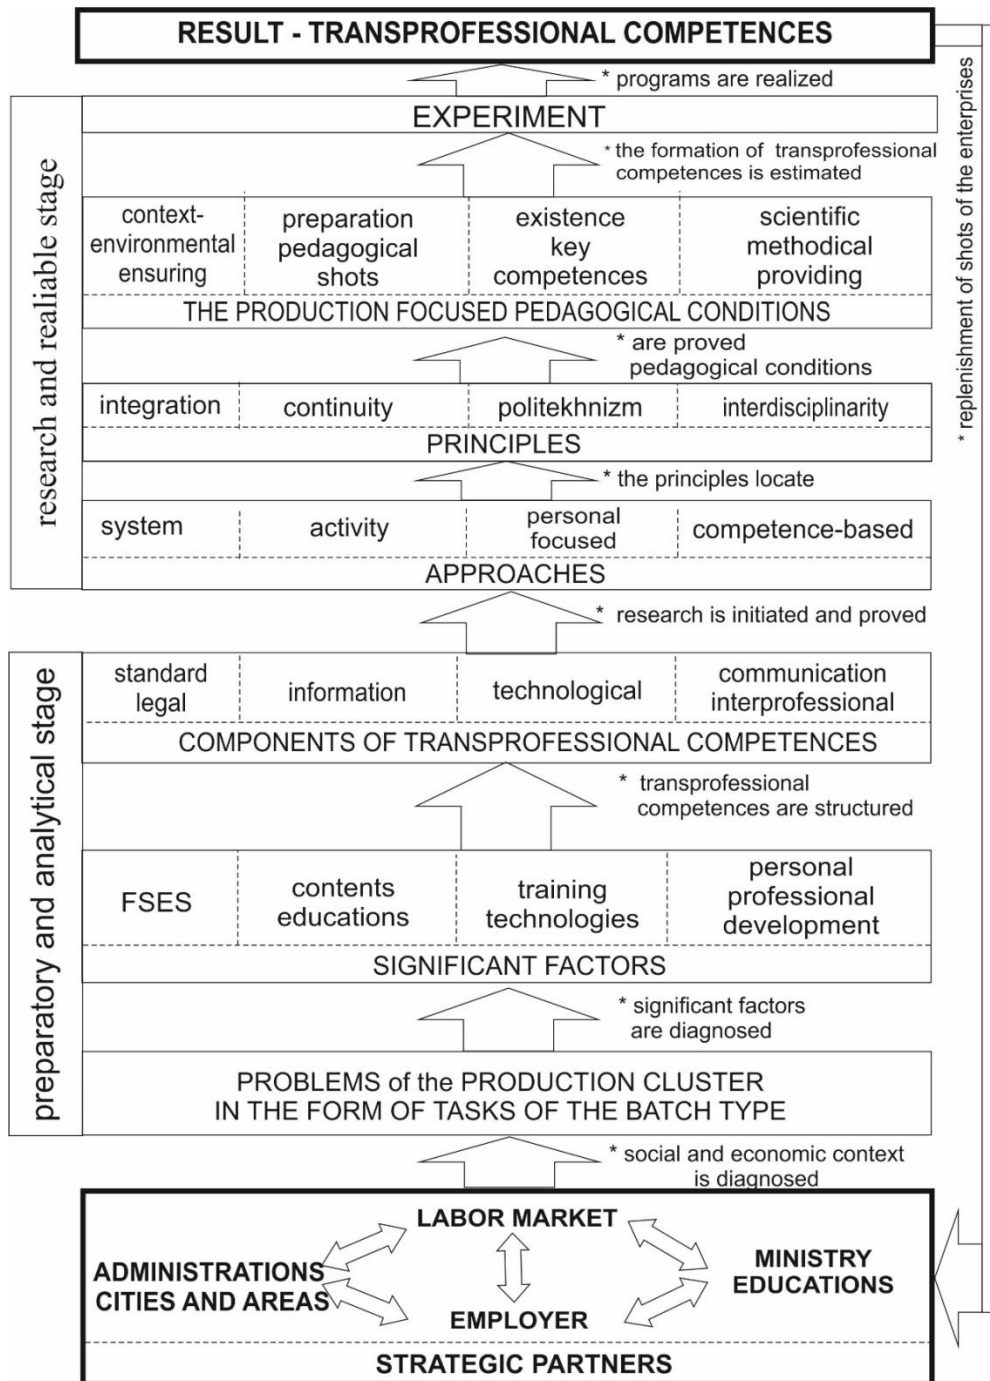 RESULT - TRANSPROFESSIONAL COMPETENCES
* programs are realized
EXPERIMENT
* the formation of transprofessional
competences is estimated
context-
environmental
ensuring
preparation
pedagogical
shots
existence
key
competences
scientific
methodical
providing
THE PRODUCTION FOCUSED PEDAGOGICAL CONDITIONS
* are proved
pedagogical conditions
integration
continuity
politekhnizm
interdisciplinarity
PRINCIPLES
* the principles locate
system
activity
personal
focused
competence-based
APPROACHES
research and realiable stage
* research is initiated and proved
standard
legal
information
technological
communication
interprofessional
COMPONENTS OF TRANSPROFESSIONAL COMPETENCES
* transprofessional
competences are structured
FSES
contents
educations
training
technologies
personal
professional
development
SIGNIFICANT FACTORS
* significant factors
are diagnosed
PROBLEMS of the PRODUCTION CLUSTER
IN THE FORM OF TASKS OF THE BATCH TYPE
preparatory and analytical stage
* social and economic context
is diagnosed
LABOR MARKET
ADMINISTRATIONS
CITIES AND AREAS
MINISTRY
EDUCATIONS
EMPLOYER
STRATEGIC PARTNERS
* replenishment of shots of the enterprises